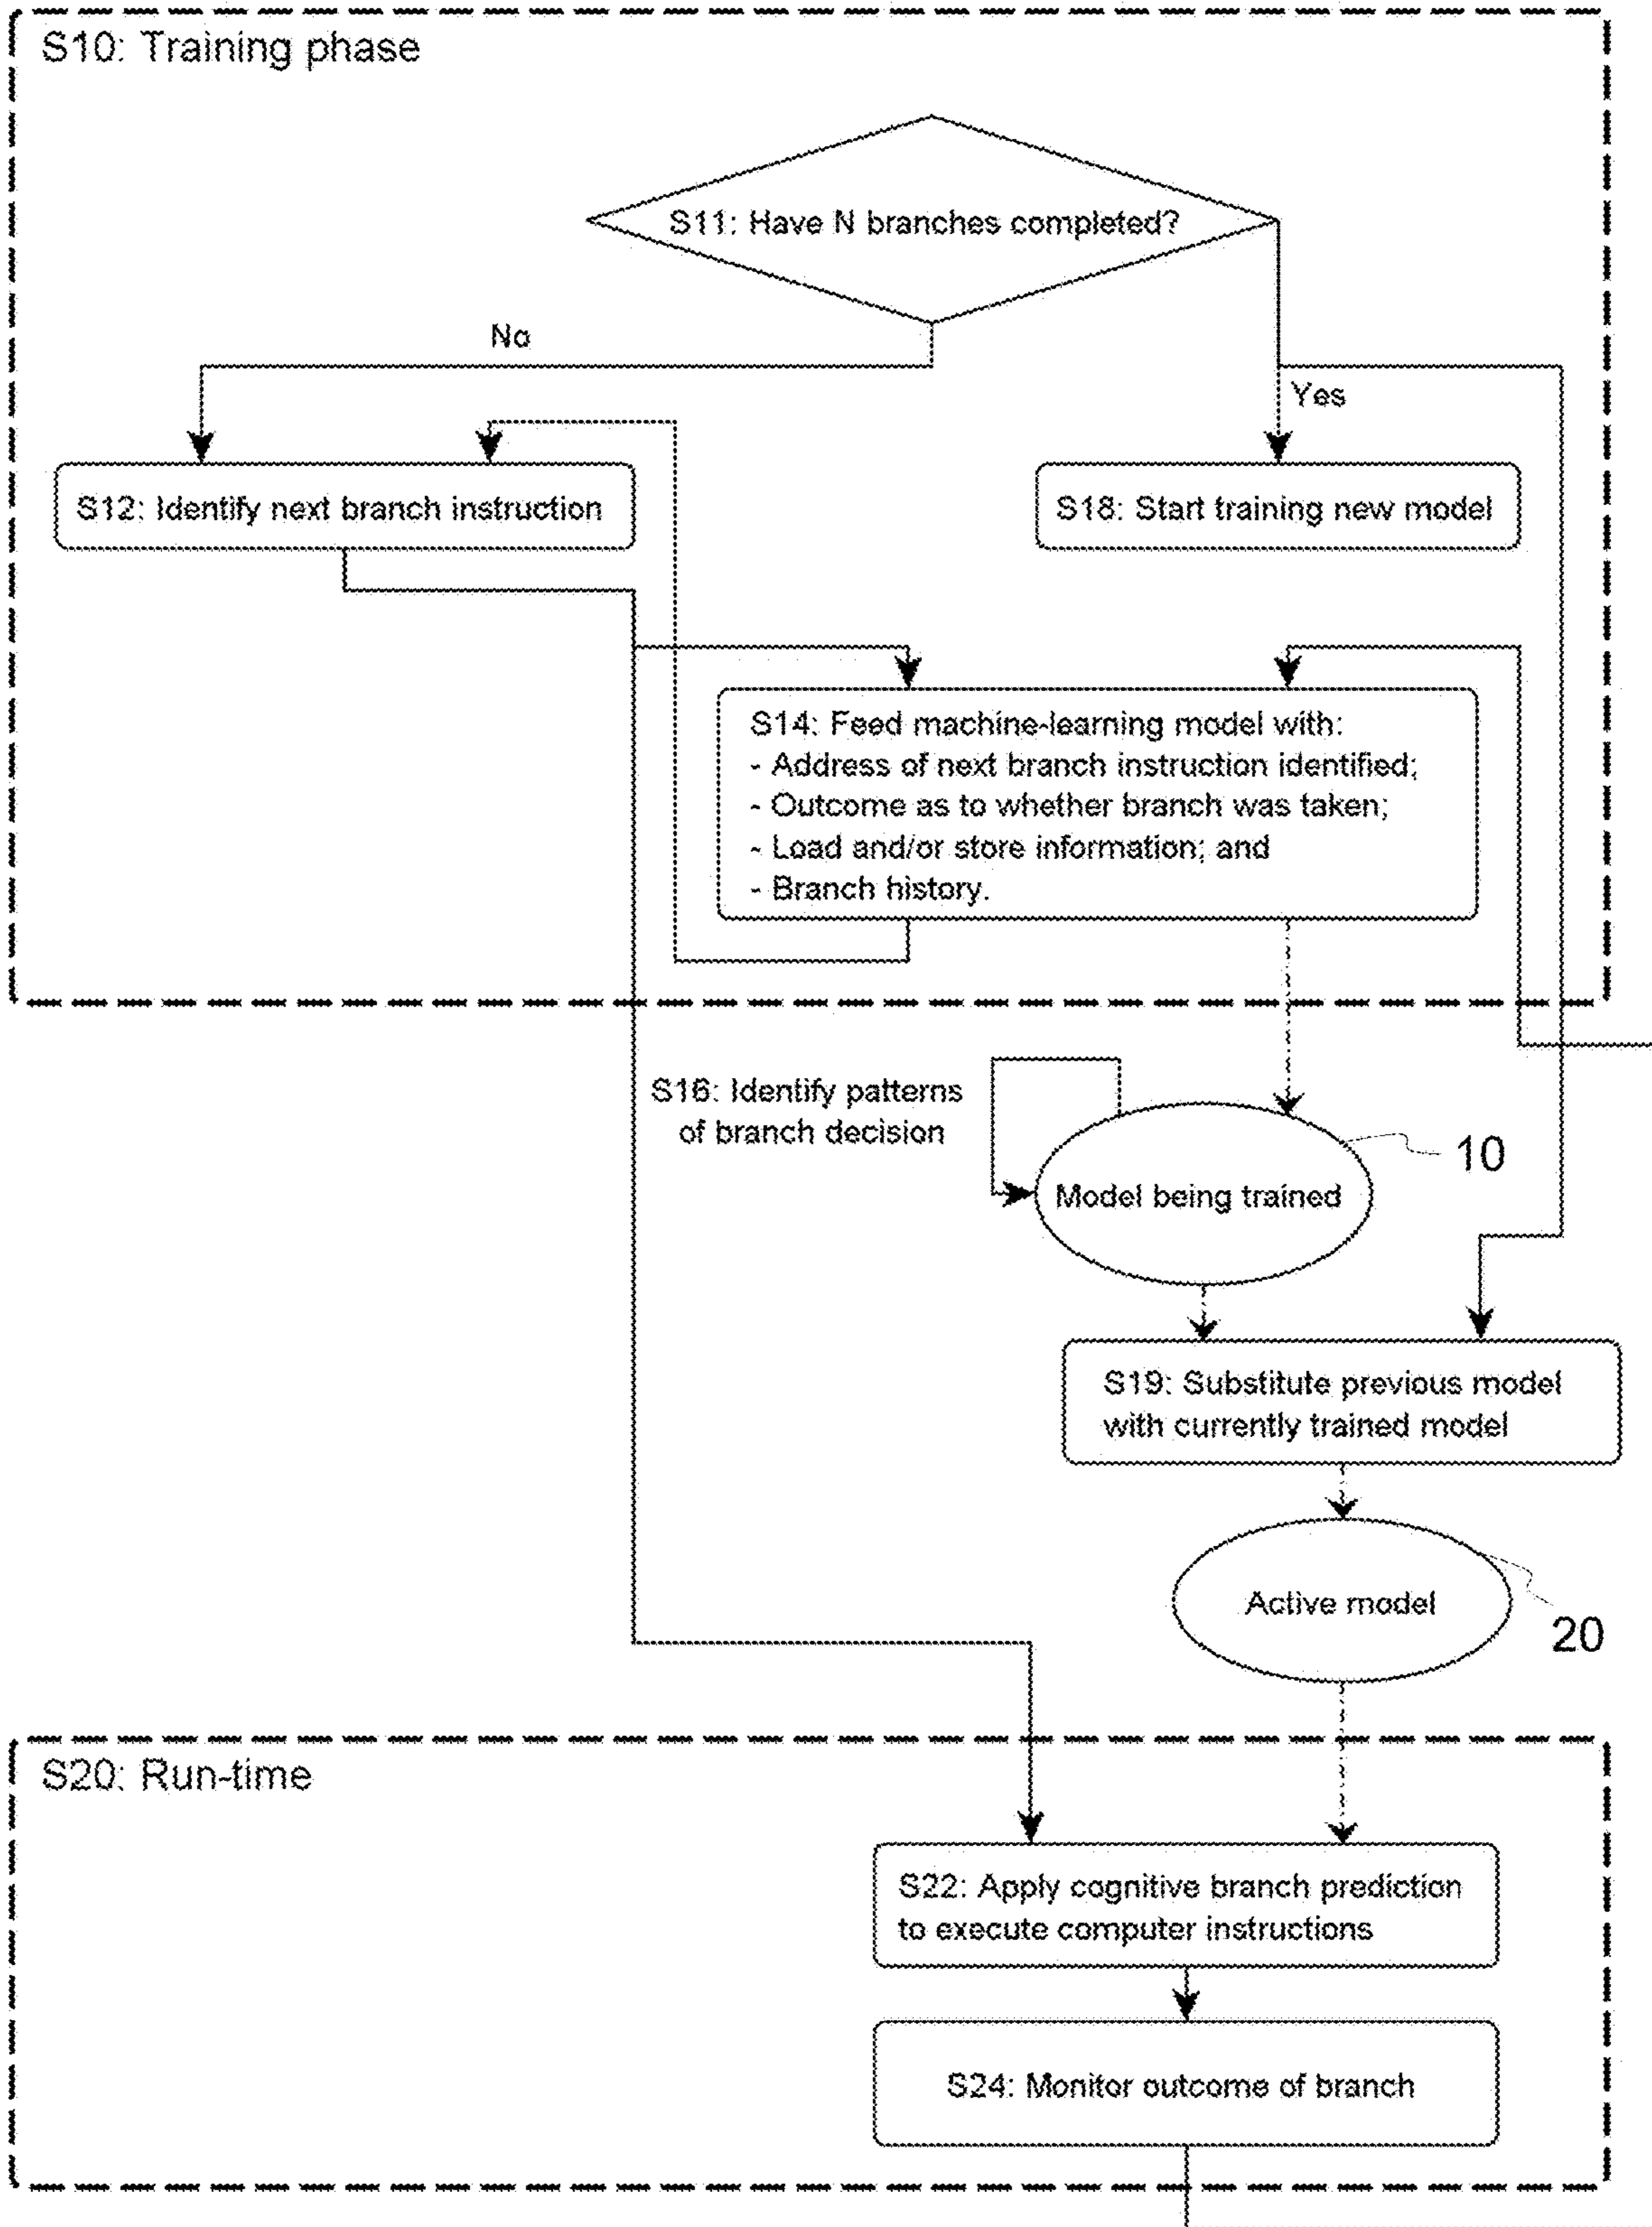 S10: Training phase
S11: Have N branches completed?
No
Yes
S12: Identify next branch instruction
S18: Start training new model
S14: Feed machine-learning model with:
- Address of next branch instruction identified;
- Outcome as to whether branch was taken;
- Load and/or store information; and
- Branch history.
S16: Identify patterns
of branch decision
10
Model being trained
S19: Substitute previous model
with currently trained model
Active model
20
S20: Run-time
S22: Apply cognitive branch prediction
to execute computer instructions
S24: Monitor outcome of branch